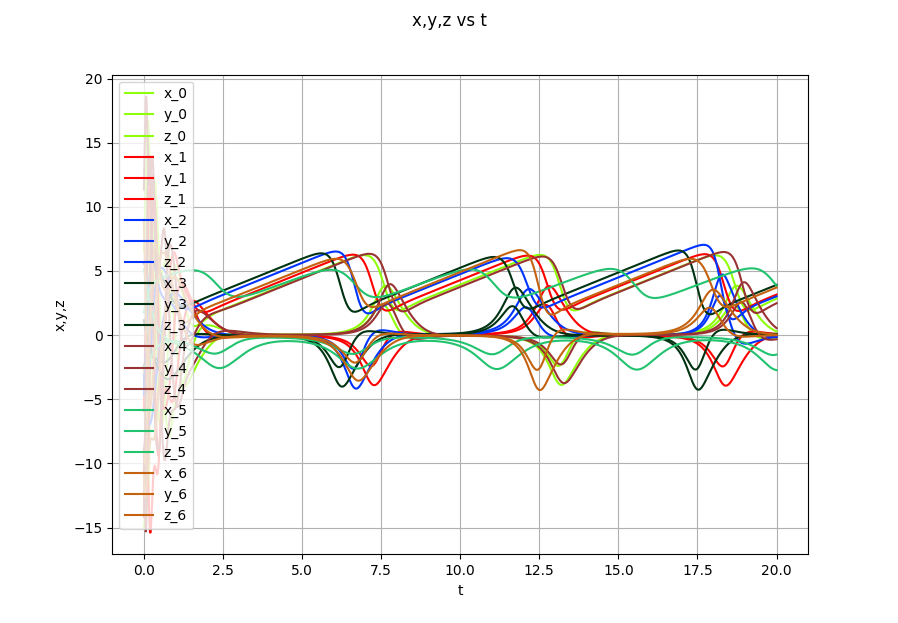 x,y,z vs t
20
15
10
5
0
−5
−10
−15
x,y,z
x_0
y_0
z_0
x_1
y_1
z_1
x_2
y_2
z_2
x_3
y_3
z_3
x_4
y_4
z_4
x_5
y_5
z_5
x_6
y_6
z_6
0.0 2.5 5.0 7.5 10.0 12.5 15.0 17.5 20.0
t